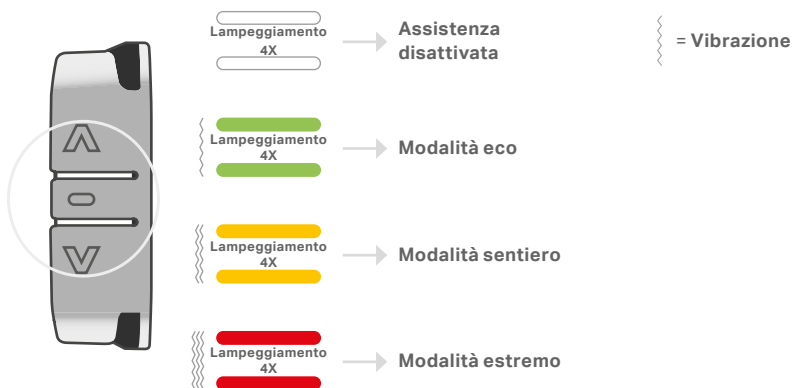 Lampeggiamento
4X
Assistenza
disattivata
= Vibrazione
Lampeggiamento
4X
Modalità eco
Lampeggiamento
4X
Modalità sentiero
Lampeggiamento
4X
Modalità estremo